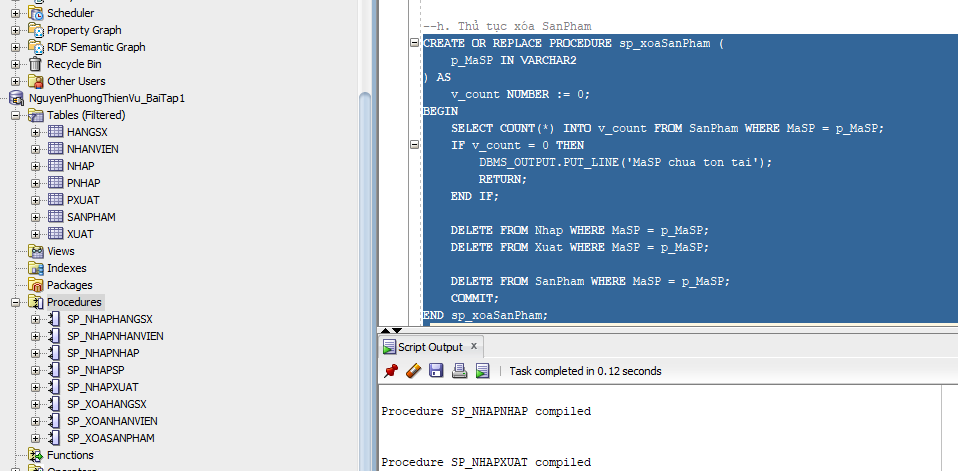 Scheduler
Property Graph
RDF Semantic Graph
Recycle Bin
Other Users
NguyenPhuongThienVu_BaiTap1
Tables (Filtered)
HANGSX
NHANVIEN
NHAP
PNHAP
PXUAT
SANPHAM
XUAT
Views
Indexes
Packages
Procedures
SP_NHAPHANGSX
SP_NHAPNHANVIEN
SP_NHAPNHAP
SP_NHAPSP
SP_NHAPXUAT
SP_XOAHANGSX
SP_XOANHANVIEN
SP_XOASANPHAM
Functions
Operators
--h. Thủ tục xóa SanPham
CREATE OR REPLACE PROCEDURE sp_xoaSanPham (
p_MaSP IN VARCHAR2
) AS
v_count NUMBER := 0;
BEGIN
SELECT COUNT(*) INTO v_count FROM SanPham WHERE MaSP = p_MaSP;
IF v_count = 0 THEN
DBMS_OUTPUT.PUT_LINE('MaSP chua ton tai');
RETURN;
END IF;
DELETE FROM Nhap WHERE MaSP = p_MaSP;
DELETE FROM Xuat WHERE MaSP = p_MaSP;
DELETE FROM SanPham WHERE MaSP = p_MaSP;
COMMIT;
END sp_xoaSanPham;
Script Output x
Task completed in 0.12 seconds
Procedure SP_NHAPNHAP compiled
Procedure SP_NHAPXUAT compiled